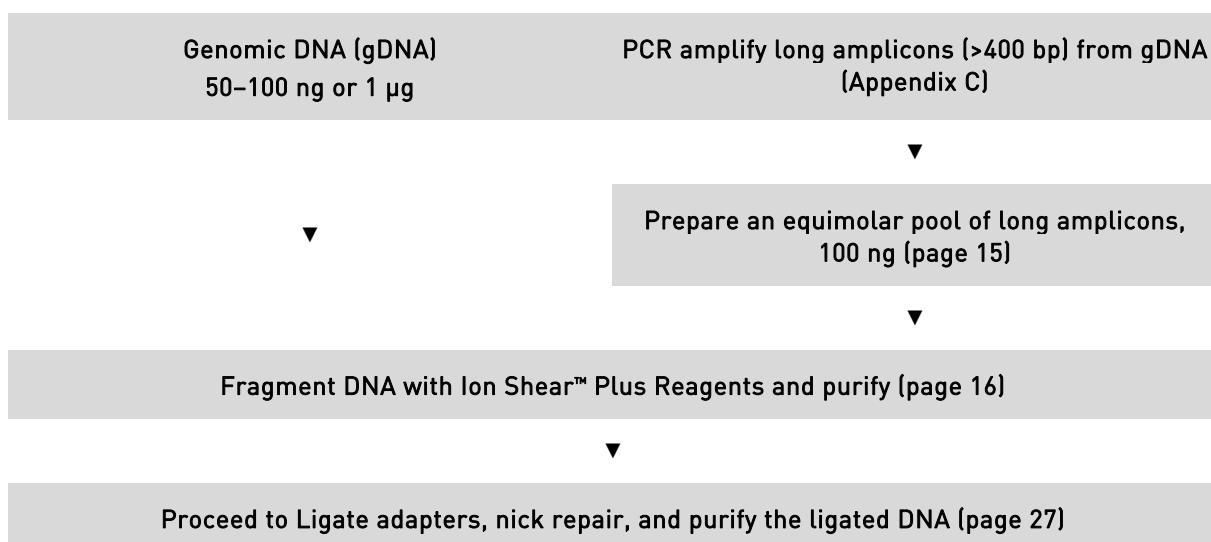 Genomic DNA (gDNA)
50–100 ng or 1 µg
PCR amplify long amplicons (>400 bp) from gDNA
(Appendix C)
Prepare an equimolar pool of long amplicons,
100 ng (page 15)
Fragment DNA with Ion Shear™ Plus Reagents and purify (page 16)
Proceed to Ligate adapters, nick repair, and purify the ligated DNA (page 27)